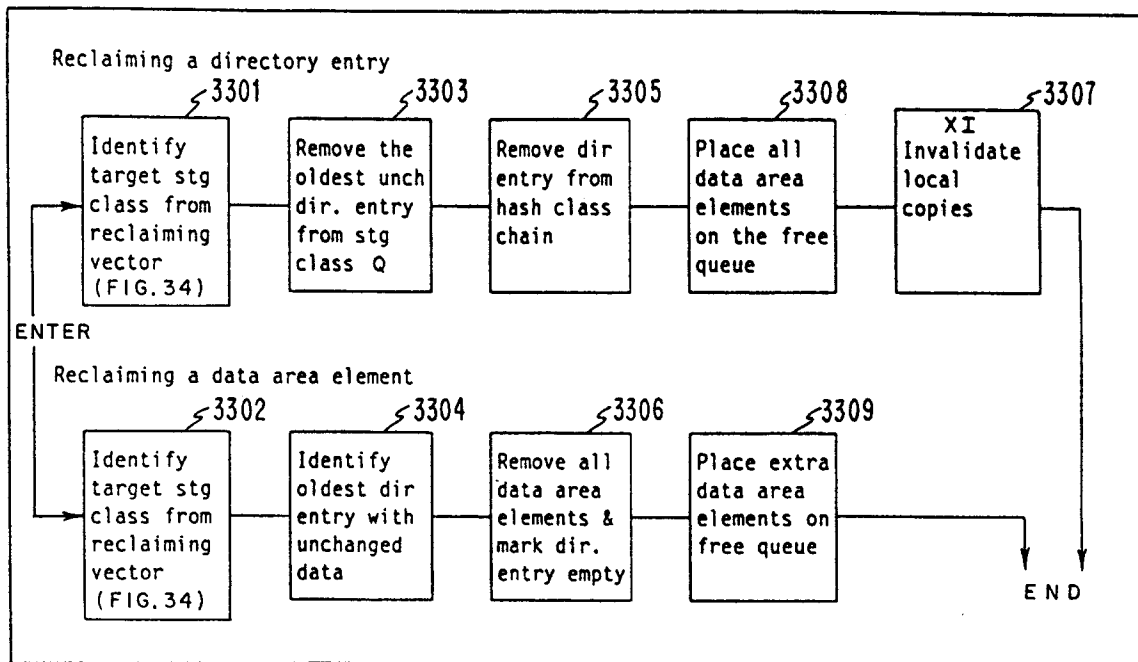 Reclaiming a directory entry
3301
3303
3305
3308
3307
Identify
target stg
class from
reclaiming
vector
(FIG.34)
Remove the
oldest unch
dir. entry
from stg
class Q
Remove dir
entry from
hash class
chain
Place all
data area
elements
on the free
queue
XI
Invalidate
local
copies
ENTER
Reclaiming a data area element
3302
3304
3306
3309
Identify
target stg
class from
reclaiming
vector
(FIG.34)
Identify
oldest dir
entry with
unchanged
data
Remove all
data area
elements &
mark dir.
entry empty
Place extra
data area
elements on
free queue
END